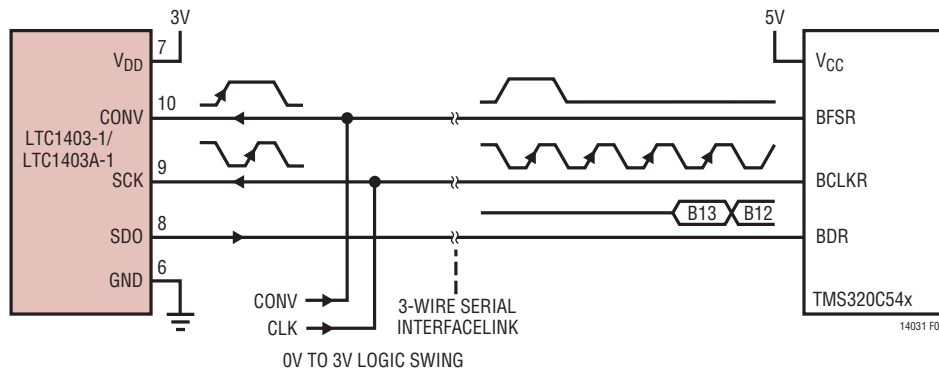 3V
5V
7
VDD
VCC
CONV
10
BFSR
LTC1403-1/
LTC1403A-1
9
SCK
BCLKR
B13
B12
8
SDO
BDR
6
GND
CONV
3-WIRE SERIAL
INTERFACELINK
CLK
TMS320C54x
14031 F0
0V TO 3V LOGIC SWING